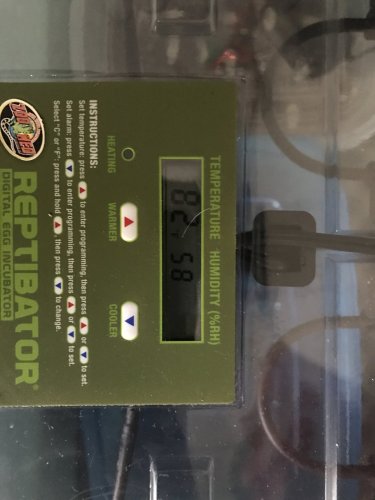 TEMPERATURE HUMIDITY (%RH)
82 58
HEATING
WARMER
COOLER
INSTRUCTIONS:
Set temperature: press ▲ to enter programming, then press ▲ or ▼ to set.
Set alarm: press ▼ to enter programming, then press ▲ or ▼ to set.
Select "C" or "F": press and hold ▲, then press ▼ to change.
ZOO MED
REPTIBATOR®
DIGITAL EGG INCUBATOR